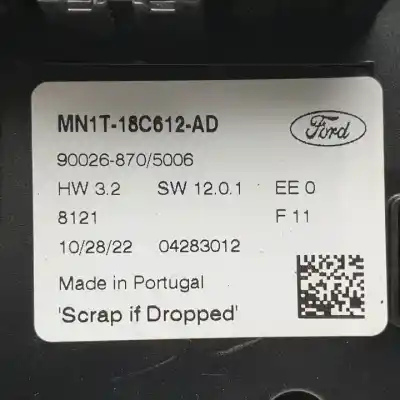 MN1T-18C612-AD
Ford
90026-870/5006
HW 3.2 SW 12.0.1 EE 0
8121 F 11
10/28/22 04283012
Made in Portugal
'Scrap if Dropped'